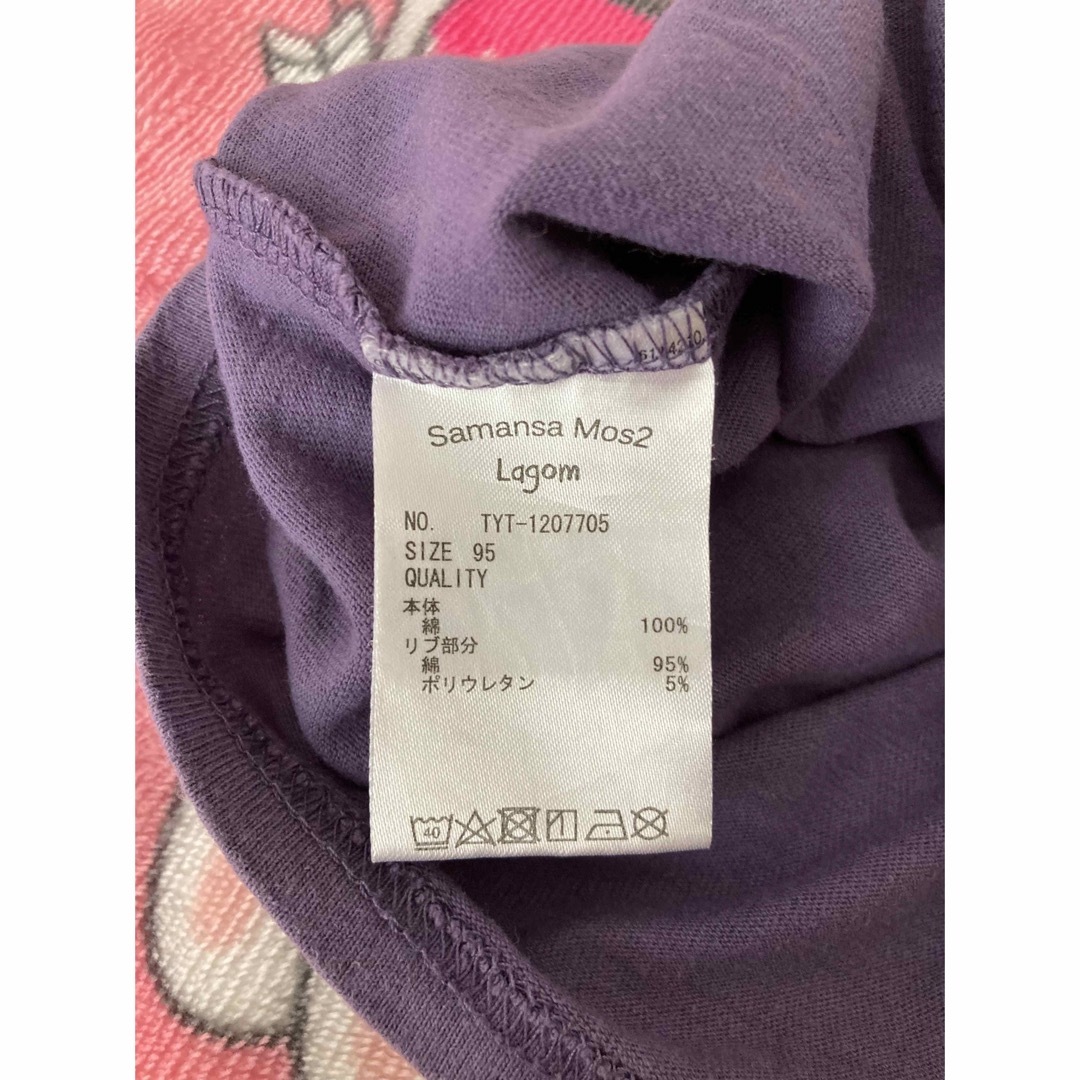 Samansa Mos2
Lagom
NO. TYT-1207705
SIZE 95
QUALITY
本体
綿 100%
リブ部分
綿 95%
ポリウレタン 5%
40